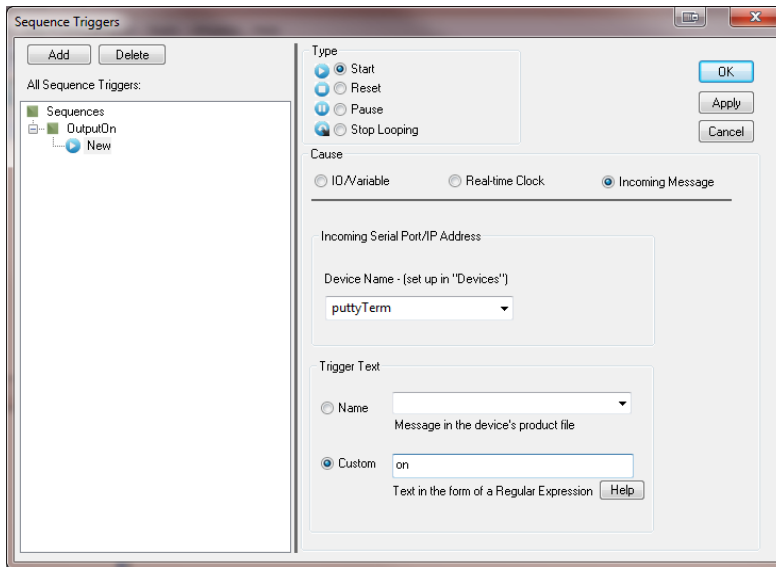 Sequence Triggers
Add Delete
All Sequence Triggers:
Sequences
OutputOn
New
Type
Start
Reset
Pause
Stop Looping
OK
Apply
Cancel
Cause
IO/Variable Real-time Clock Incoming Message
Incoming Serial Port/IP Address
Device Name - (set up in "Devices")
puttyTerm
Trigger Text
Name
Message in the device's product file
Custom on
Text in the form of a Regular Expression Help